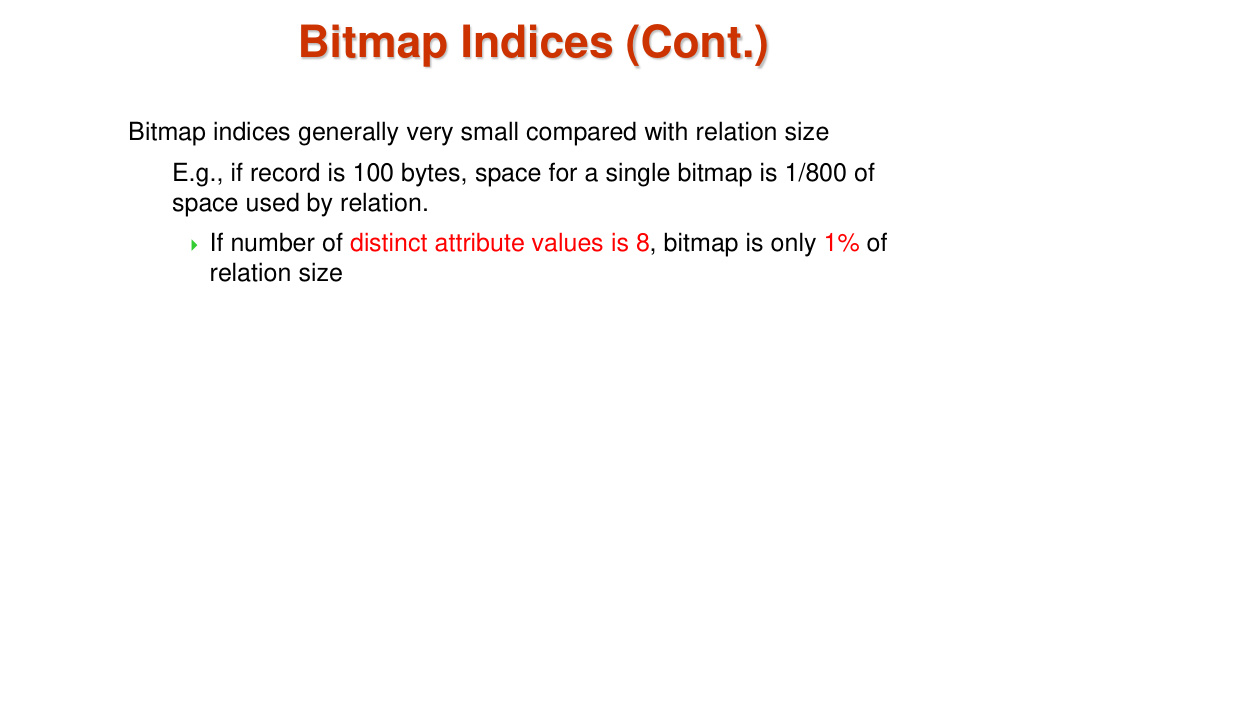 Bitmap Indices (Cont.)
Bitmap indices generally very small compared with relation size
E.g., if record is 100 bytes, space for a single bitmap is 1/800 of
space used by relation.
If number of distinct attribute values is 8, bitmap is only 1% of
relation size